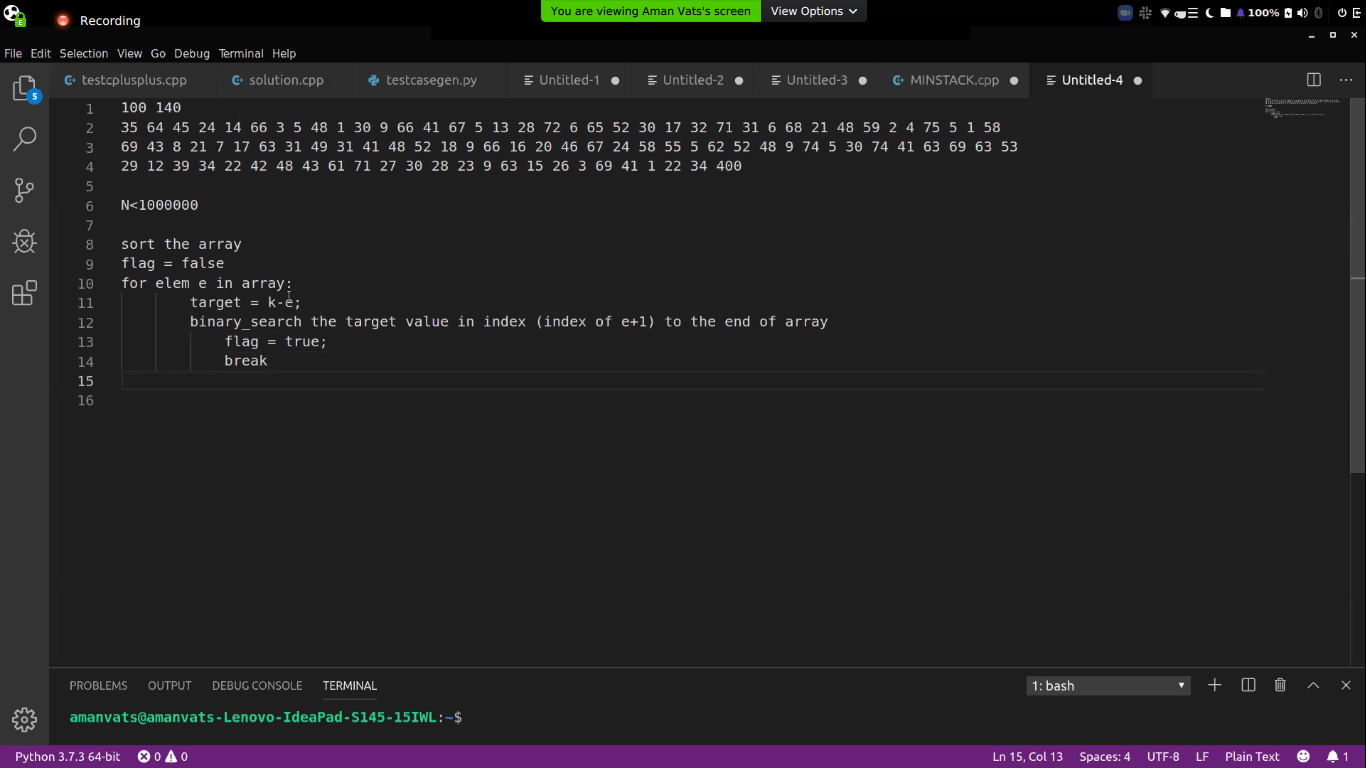 Recording
You are viewing Aman Vats's screen View Options
100%
File Edit Selection View Go Debug Terminal Help
testcplusplus.cpp solution.cpp testcasegen.py Untitled-1 Untitled-2 Untitled-3 MINSTACK.cpp Untitled-4
5
1 100 140
2 35 64 45 24 14 66 3 5 48 1 30 9 66 41 67 5 13 28 72 6 65 52 30 17 32 71 31 6 68 21 48 59 2 4 75 5 1 58
3 69 43 8 21 7 17 63 31 49 31 41 48 52 18 9 66 16 20 46 67 24 58 55 5 62 52 48 9 74 5 30 74 41 63 69 63 53
4 29 12 39 34 22 42 48 43 61 71 27 30 28 23 9 63 15 26 3 69 41 1 22 34 400
5
6 N<1000000
7
8 sort the array
9 flag = false
10 for elem e in array:
11 target = k-e;
12 binary_search the target value in index (index of e+1) to the end of array
13 flag = true;
14 break
15
16
PROBLEMS OUTPUT DEBUG CONSOLE TERMINAL 1: bash
amanvats@amanvats-Lenovo-IdeaPad-S145-15IWL:~$
Python 3.7.3 64-bit 0 0 Ln 15, Col 13 Spaces: 4 UTF-8 LF Plain Text 1